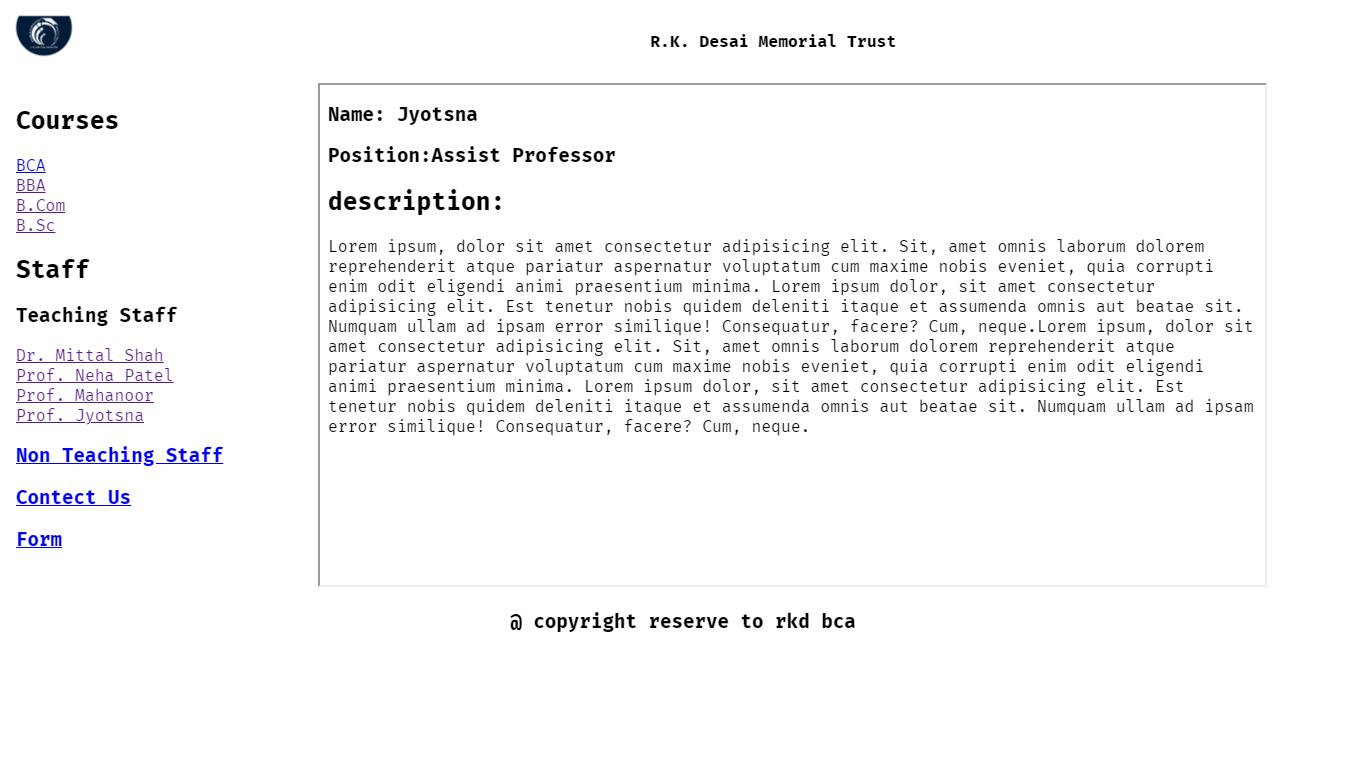 R.K. Desai Memorial Trust
Courses
BCA
BBA
B.Com
B.Sc
Staff
Teaching Staff
Dr. Mittal Shah
Prof. Neha Patel
Prof. Mahanoor
Prof. Jyotsna
Non Teaching Staff
Contect Us
Form
Name: Jyotsna
Position:Assist Professor
description:
Lorem ipsum, dolor sit amet consectetur adipisicing elit. Sit, amet omnis laborum dolorem
reprehenderit atque pariatur aspernatur voluptatum cum maxime nobis eveniet, quia corrupti
enim odit eligendi animi praesentium minima. Lorem ipsum dolor, sit amet consectetur
adipisicing elit. Est tenetur nobis quidem deleniti itaque et assumenda omnis aut beatae sit.
Numquam ullam ad ipsam error similique! Consequatur, facere? Cum, neque.Lorem ipsum, dolor sit
amet consectetur adipisicing elit. Sit, amet omnis laborum dolorem reprehenderit atque
pariatur aspernatur voluptatum cum maxime nobis eveniet, quia corrupti enim odit eligendi
animi praesentium minima. Lorem ipsum dolor, sit amet consectetur adipisicing elit. Est
tenetur nobis quidem deleniti itaque et assumenda omnis aut beatae sit. Numquam ullam ad ipsam
error similique! Consequatur, facere? Cum, neque.
@ copyright reserve to rkd bca